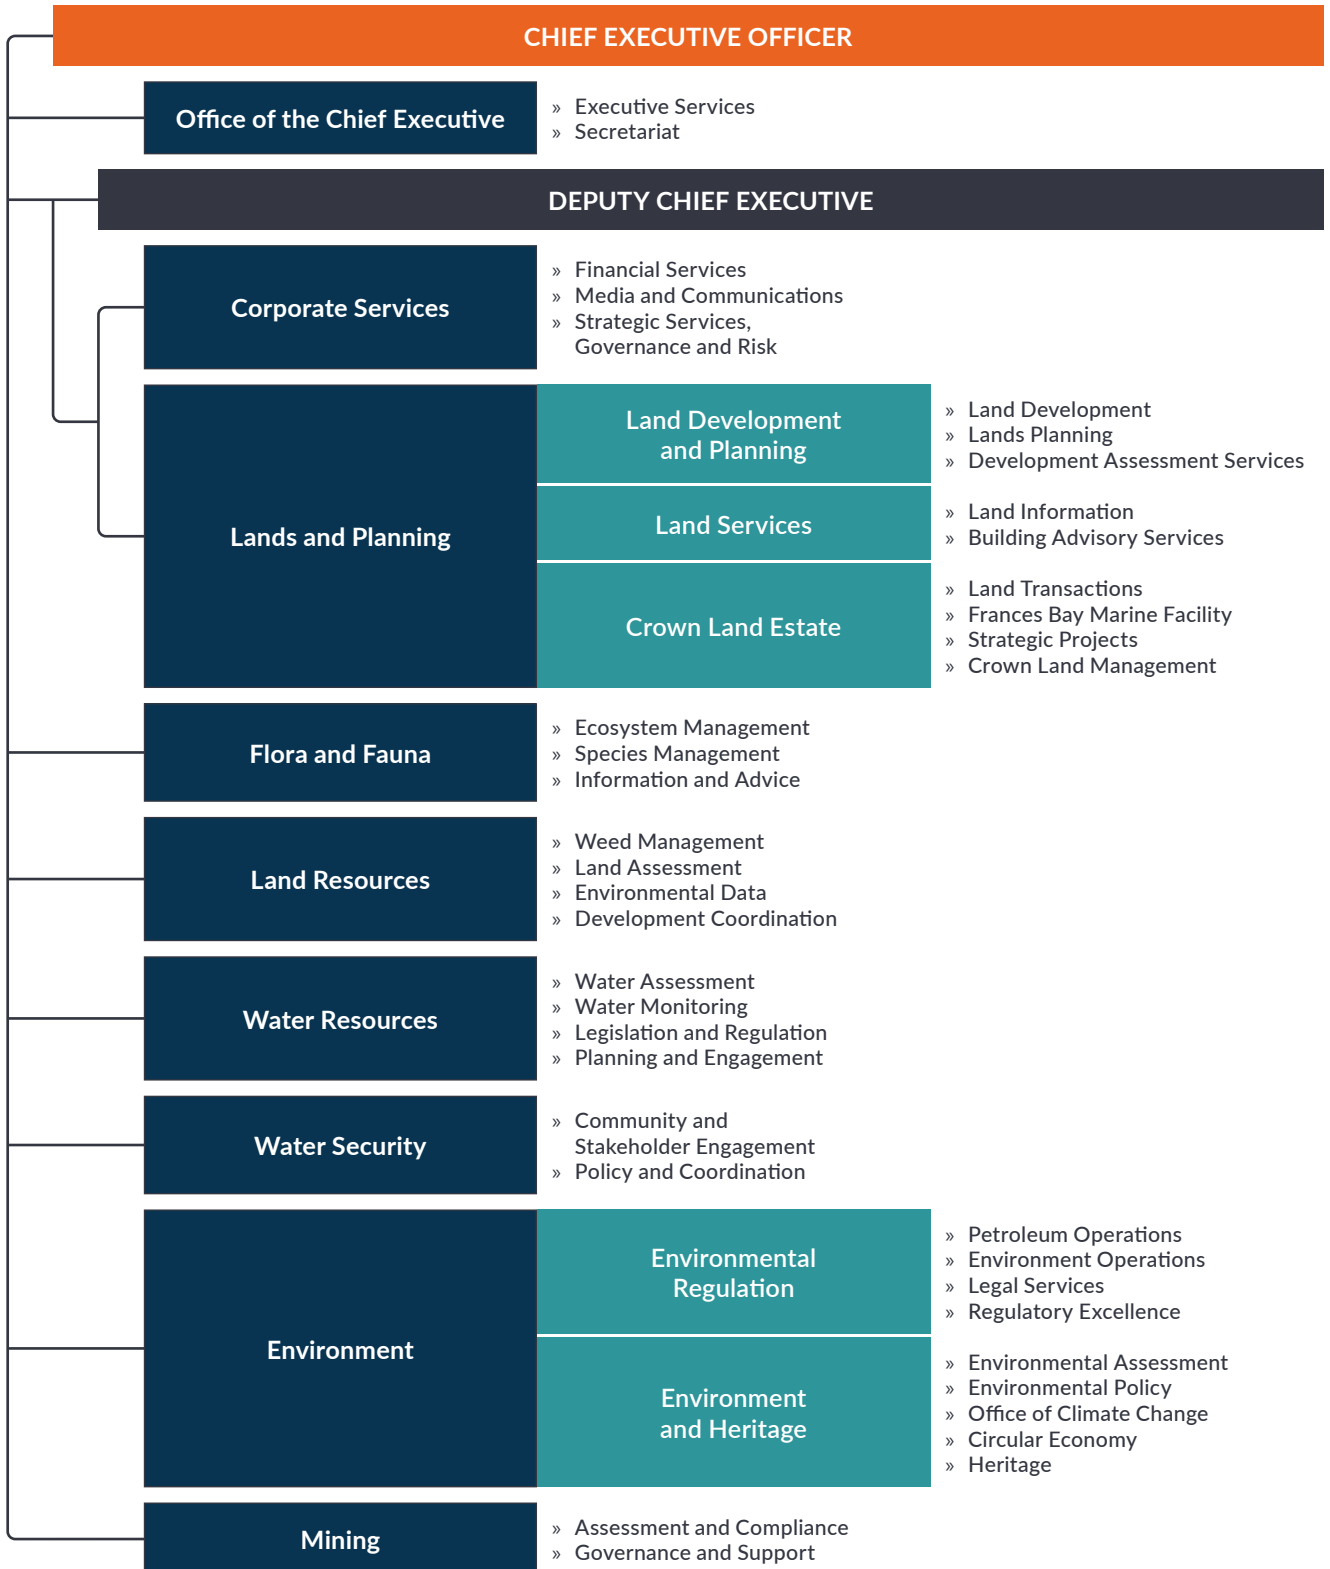 CHIEF EXECUTIVE OFFICER
Office of the Chief Executive
» Executive Services
» Secretariat
DEPUTY CHIEF EXECUTIVE
Corporate Services
» Financial Services
» Media and Communications
» Strategic Services,
Governance and Risk
Lands and Planning
Land Development
and Planning
» Land Development
» Lands Planning
» Development Assessment Services
Land Services
» Land Information
» Building Advisory Services
Crown Land Estate
» Land Transactions
» Frances Bay Marine Facility
» Strategic Projects
» Crown Land Management
Flora and Fauna
» Ecosystem Management
» Species Management
» Information and Advice
Land Resources
» Weed Management
» Land Assessment
» Environmental Data
» Development Coordination
Water Resources
» Water Assessment
» Water Monitoring
» Legislation and Regulation
» Planning and Engagement
Water Security
» Community and
Stakeholder Engagement
» Policy and Coordination
Environment
Environmental
Regulation
» Petroleum Operations
» Environment Operations
» Legal Services
» Regulatory Excellence
Environment
and Heritage
» Environmental Assessment
» Environmental Policy
» Office of Climate Change
» Circular Economy
» Heritage
Mining
» Assessment and Compliance
» Governance and Support